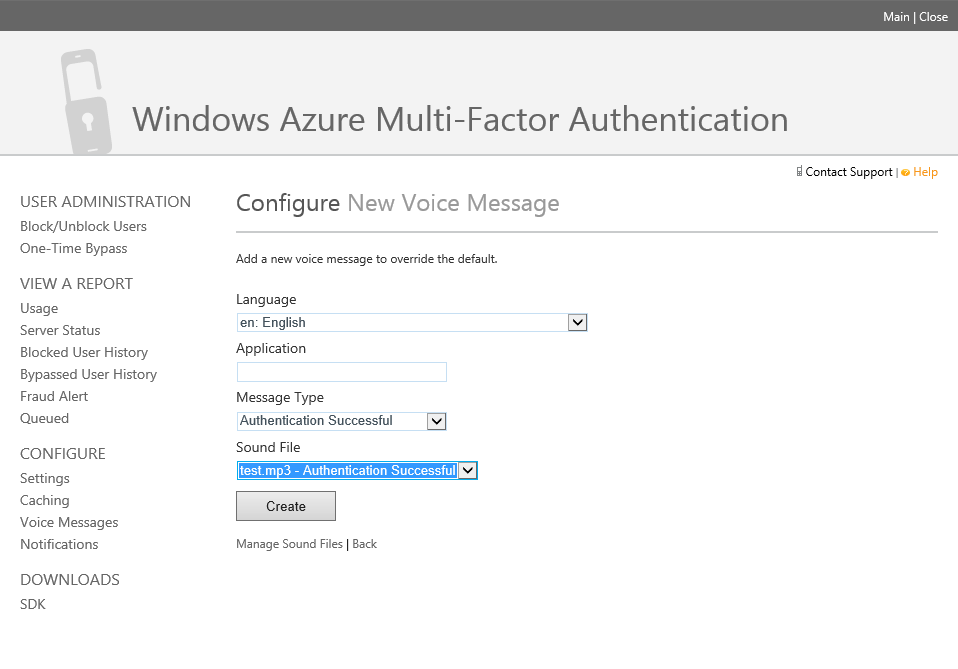 Main | Close
Windows Azure Multi-Factor Authentication
Contact Support | Help
USER ADMINISTRATION
Block/Unblock Users
One-Time Bypass
VIEW A REPORT
Usage
Server Status
Blocked User History
Bypassed User History
Fraud Alert
Queued
CONFIGURE
Settings
Caching
Voice Messages
Notifications
DOWNLOADS
SDK
Configure New Voice Message
Add a new voice message to override the default.
Language
en: English
Application
Message Type
Authentication Successful
Sound File
test.mp3 - Authentication Successful
Create
Manage Sound Files | Back